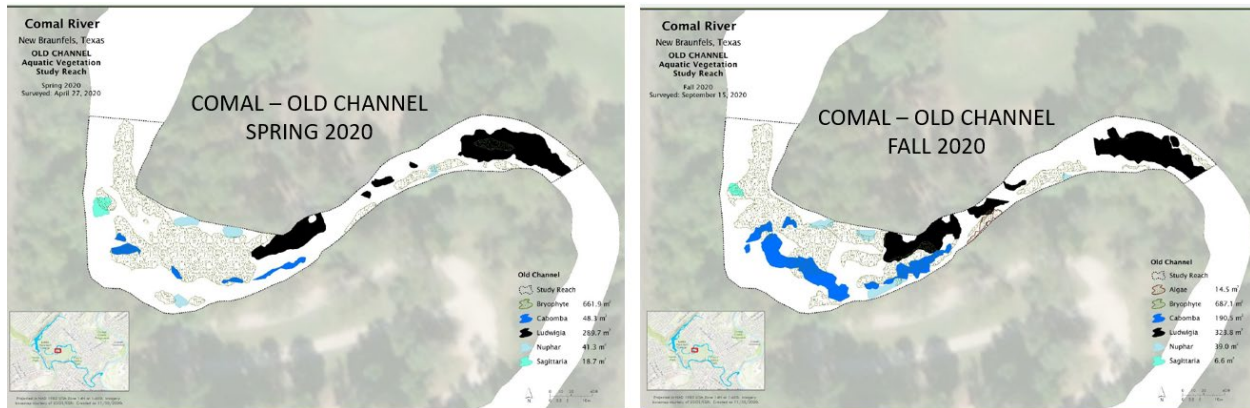 Comal River
New Braunfels, Texas
OLD CHANNEL
Aquatic Vegetation
Study Reach
Spring 2020
Surveyed: April 27, 2020
COMAL – OLD CHANNEL
SPRING 2020
Old Channel
Study Reach
Bryophyte 661.9 m²
Cabomba 48.3 m²
Ludwigia 289.7 m²
Nuphar 41.3 m²
Sagittaria 18.7 m²
N
Comal River
New Braunfels, Texas
OLD CHANNEL
Aquatic Vegetation
Study Reach
Fall 2020
Surveyed: September 15, 2020
COMAL – OLD CHANNEL
FALL 2020
Old Channel
Study Reach
Algae 14.5 m²
Bryophyte 687.1 m²
Cabomba 190.5 m²
Ludwigia 323.8 m²
Nuphar 39.0 m²
Sagittaria 6.6 m²
N